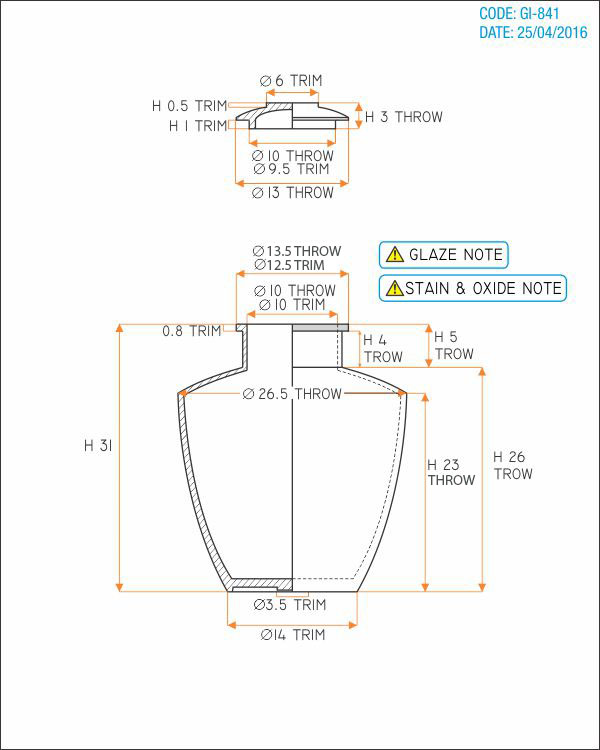 CODE: GI-841
DATE: 25/04/2016
Ø 6 TRIM
H 0.5 TRIM
H 3 THROW
H 1 TRIM
Ø 10 THROW
Ø 9.5 TRIM
Ø 13 THROW
Ø 13.5 THROW
Ø 12.5 TRIM
GLAZE NOTE
STAIN & OXIDE NOTE
Ø 10 THROW
Ø 10 TRIM
0.8 TRIM
H 4
TROW
H 5
TROW
Ø 26.5 THROW
H 31
H 23
THROW
H 26
TROW
Ø3.5 TRIM
Ø14 TRIM